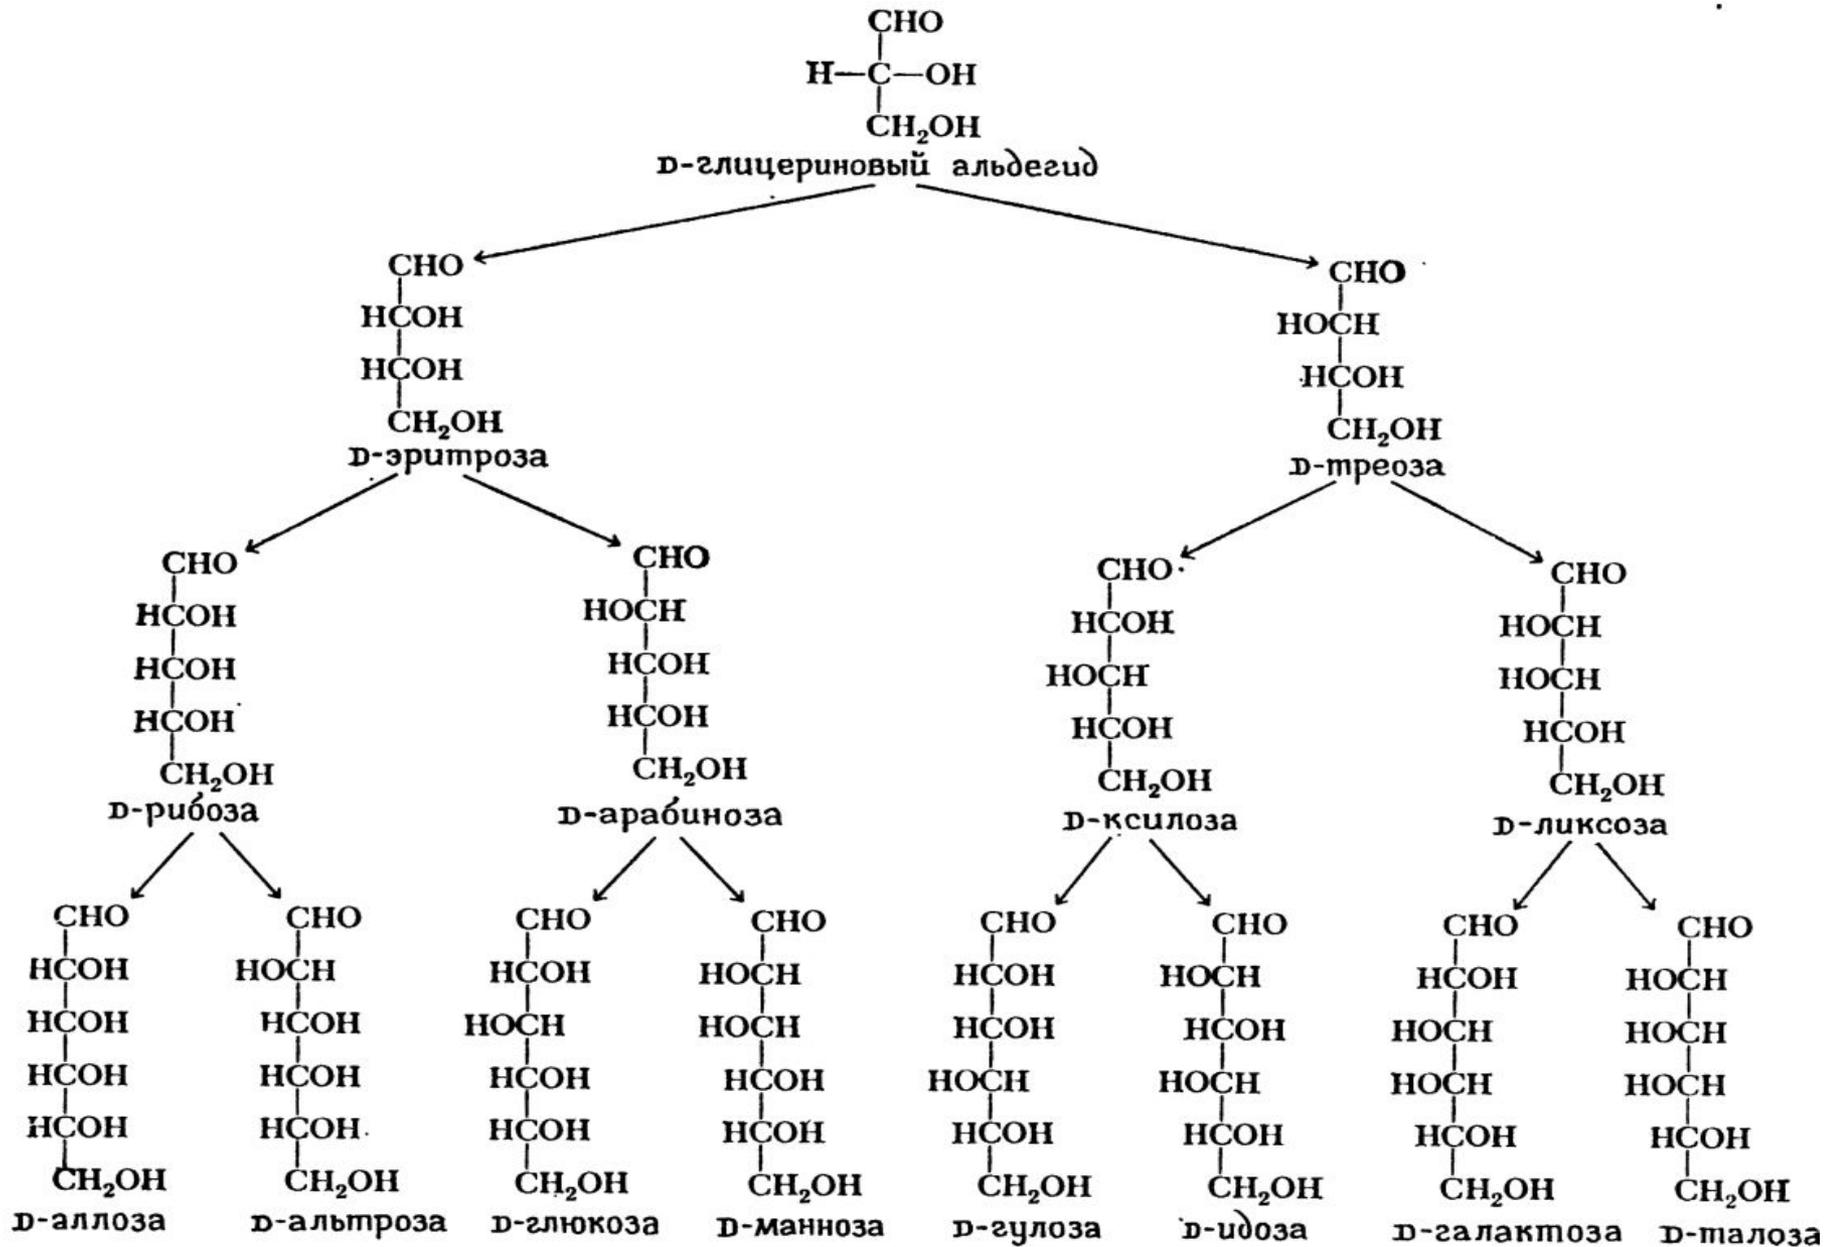 CHO
H—C—OH
CH₂OH
D-глицериновый альдегид
CHO CHO
HCOH HOCH
HCOH HCOH
CH₂OH CH₂OH
D-эритроза D-треоза
CHO CHO CHO CHO
HCOH HOCH HCOH HOCH
HCOH HCOH HOCH HOCH
HCOH HCOH HCOH HCOH
CH₂OH CH₂OH CH₂OH CH₂OH
D-рибоза D-арабиноза D-ксилоза D-ликсоза
CHO CHO CHO CHO CHO CHO CHO CHO
HCOH HOCH HCOH HOCH HCOH HOCH HCOH HOCH
HCOH HCOH HOCH HOCH HCOH HCOH HOCH HOCH
HCOH HCOH HCOH HCOH HOCH HOCH HOCH HOCH
HCOH HCOH HCOH HCOH HCOH HCOH HCOH HCOH
CH₂OH CH₂OH CH₂OH CH₂OH CH₂OH CH₂OH CH₂OH CH₂OH
D-аллоза D-альтроза D-глюкоза D-манноза D-гулоза D-идоза D-галактоза D-талоза